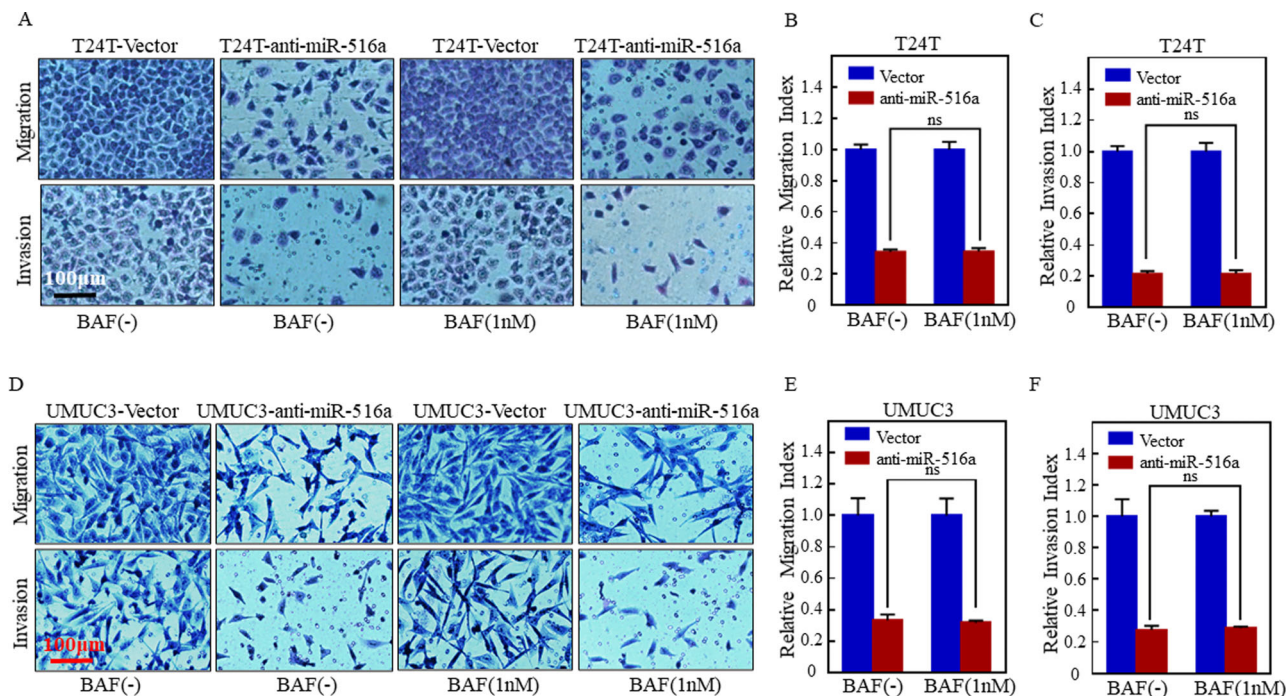 A
T24T-Vector
T24T-anti-miR-516a
T24T-Vector
T24T-anti-miR-516a
Migration
Invasion
100μm
BAF(-)
BAF(-)
BAF(1nM)
BAF(1nM)
B
T24T
Relative Migration Index
1.4
1.2
1.0
0.8
0.6
0.4
0.2
0
Vector
anti-miR-516a
ns
BAF(-)
BAF(1nM)
C
T24T
Relative Invasion Index
1.4
1.2
1.0
0.8
0.6
0.4
0.2
0
Vector
anti-miR-516a
ns
BAF(-)
BAF(1nM)
D
UMUC3-Vector
UMUC3-anti-miR-516a
UMUC3-Vector
UMUC3-anti-miR-516a
Migration
Invasion
100μm
BAF(-)
BAF(-)
BAF(1nM)
BAF(1nM)
E
UMUC3
Relative Migration Index
1.4
1.2
1.0
0.8
0.6
0.4
0.2
0
Vector
anti-miR-516a
ns
BAF(-)
BAF(1nM)
F
UMUC3
Relative Invasion Index
1.4
1.2
1.0
0.8
0.6
0.4
0.2
0
Vector
anti-miR-516a
ns
BAF(-)
BAF(1nM)